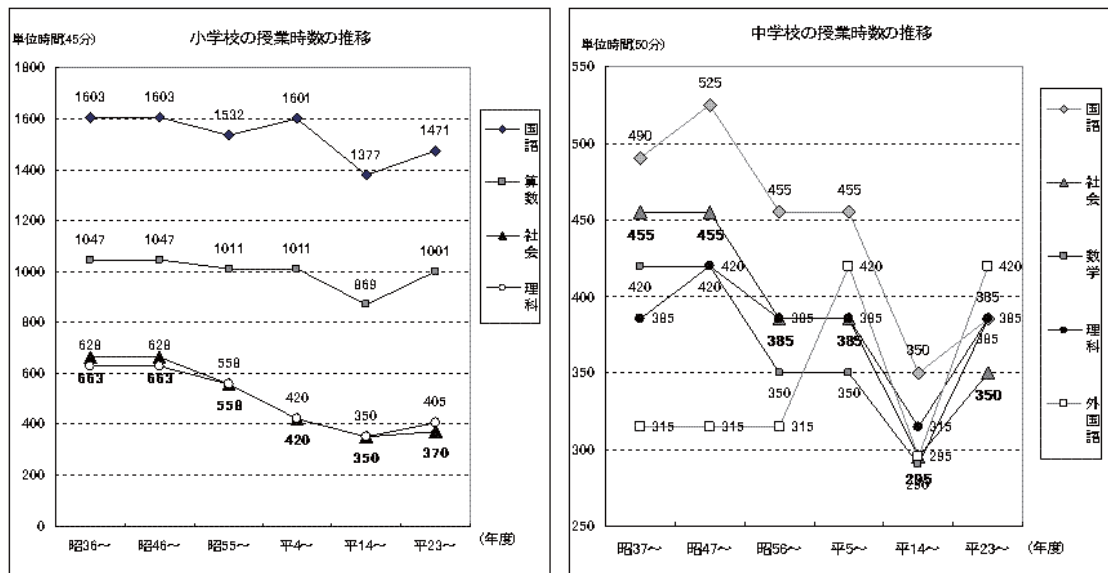 小学校の授業時数の推移
単位時間(45分)
1800
1600
1400
1200
1000
800
600
400
200
0
1603
1603
1532
1601
1377
1471
1047
1047
1011
1011
869
1001
628
628
558
420
350
405
663
663
558
420
350
370
昭36～
昭46～
昭55～
平4～
平14～
平23～
(年度)
国語
算数
社会
理科
中学校の授業時数の推移
単位時間(50分)
550
500
450
400
350
300
250
490
525
455
455
350
385
455
455
385
385
295
350
420
420
350
350
290
385
385
420
385
385
315
385
315
315
315
420
295
420
昭37～
昭47～
昭56～
平5～
平14～
平23～
(年度)
国語
社会
数学
理科
外国語